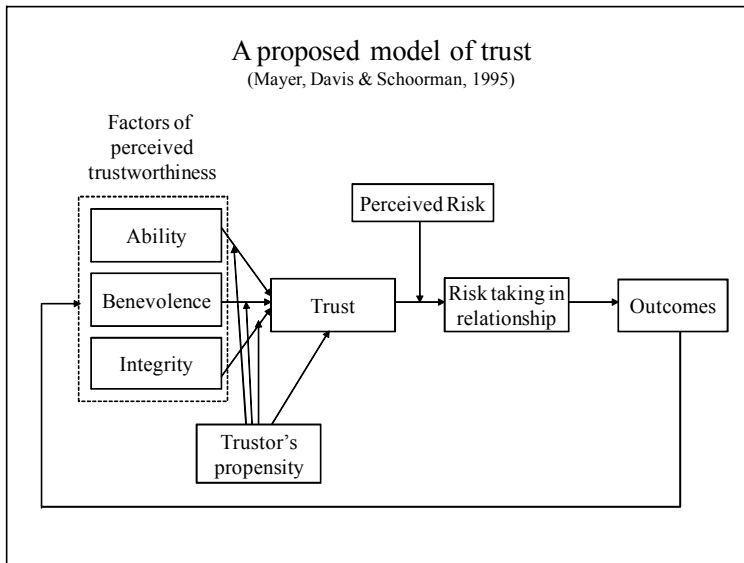 A proposed model of trust
(Mayer, Davis & Schoorman, 1995)
Factors of
perceived
trustworthiness
Perceived Risk
Ability
Benevolence
Trust
Risk taking in
relationship
Outcomes
Integrity
Trustor's
propensity